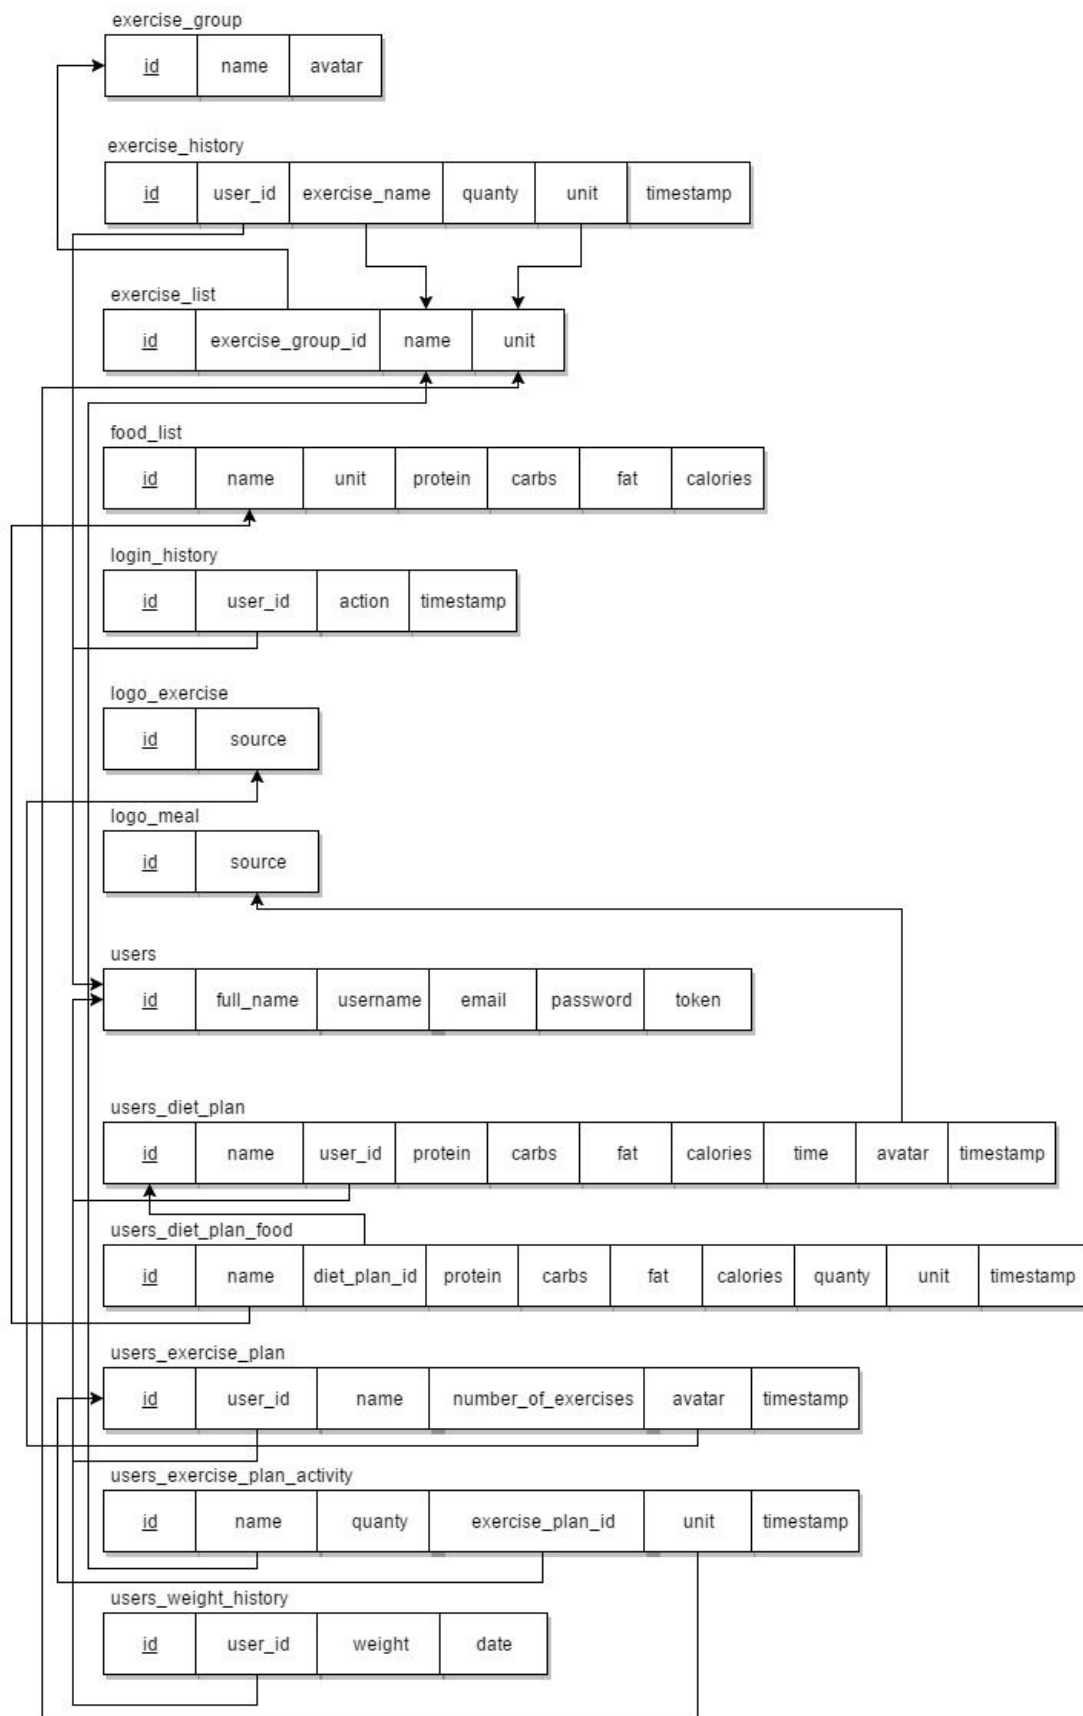 exercise_group
id name avatar
exercise_history
id user_id exercise_name quanty unit timestamp
exercise_list
id exercise_group_id name unit
food_list
id name unit protein carbs fat calories
login_history
id user_id action timestamp
logo_exercise
id source
logo_meal
id source
users
id full_name username email password token
users_diet_plan
id name user_id protein carbs fat calories time avatar timestamp
users_diet_plan_food
id name diet_plan_id protein carbs fat calories quanty unit timestamp
users_exercise_plan
id user_id name number_of_exercises avatar timestamp
users_exercise_plan_activity
id name quanty exercise_plan_id unit timestamp
users_weight_history
id user_id weight date